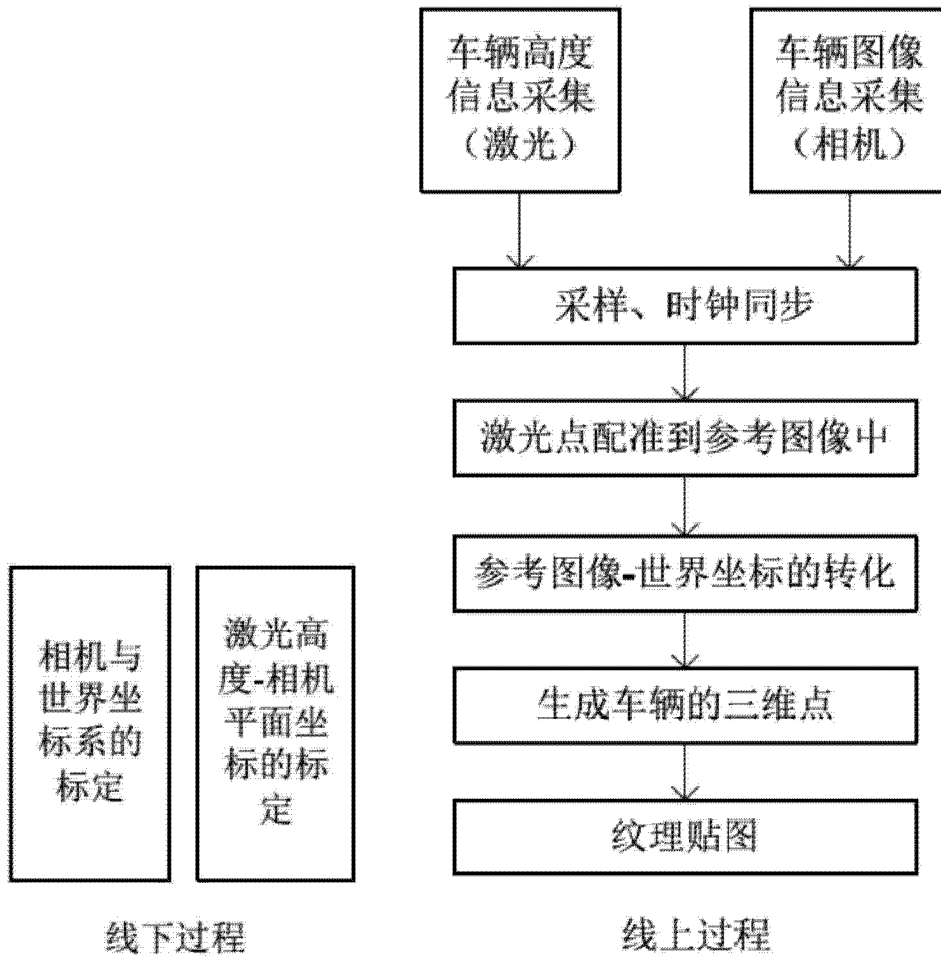 车辆高度
信息采集
（激光）
车辆图像
信息采集
（相机）
采样、时钟同步
激光点配准到参考图像中
参考图像-世界坐标的转化
生成车辆的三维点
纹理贴图
相机与
世界坐
标系的
标定
激光高
度-相机
平面坐
标的标
定
线下过程
线上过程